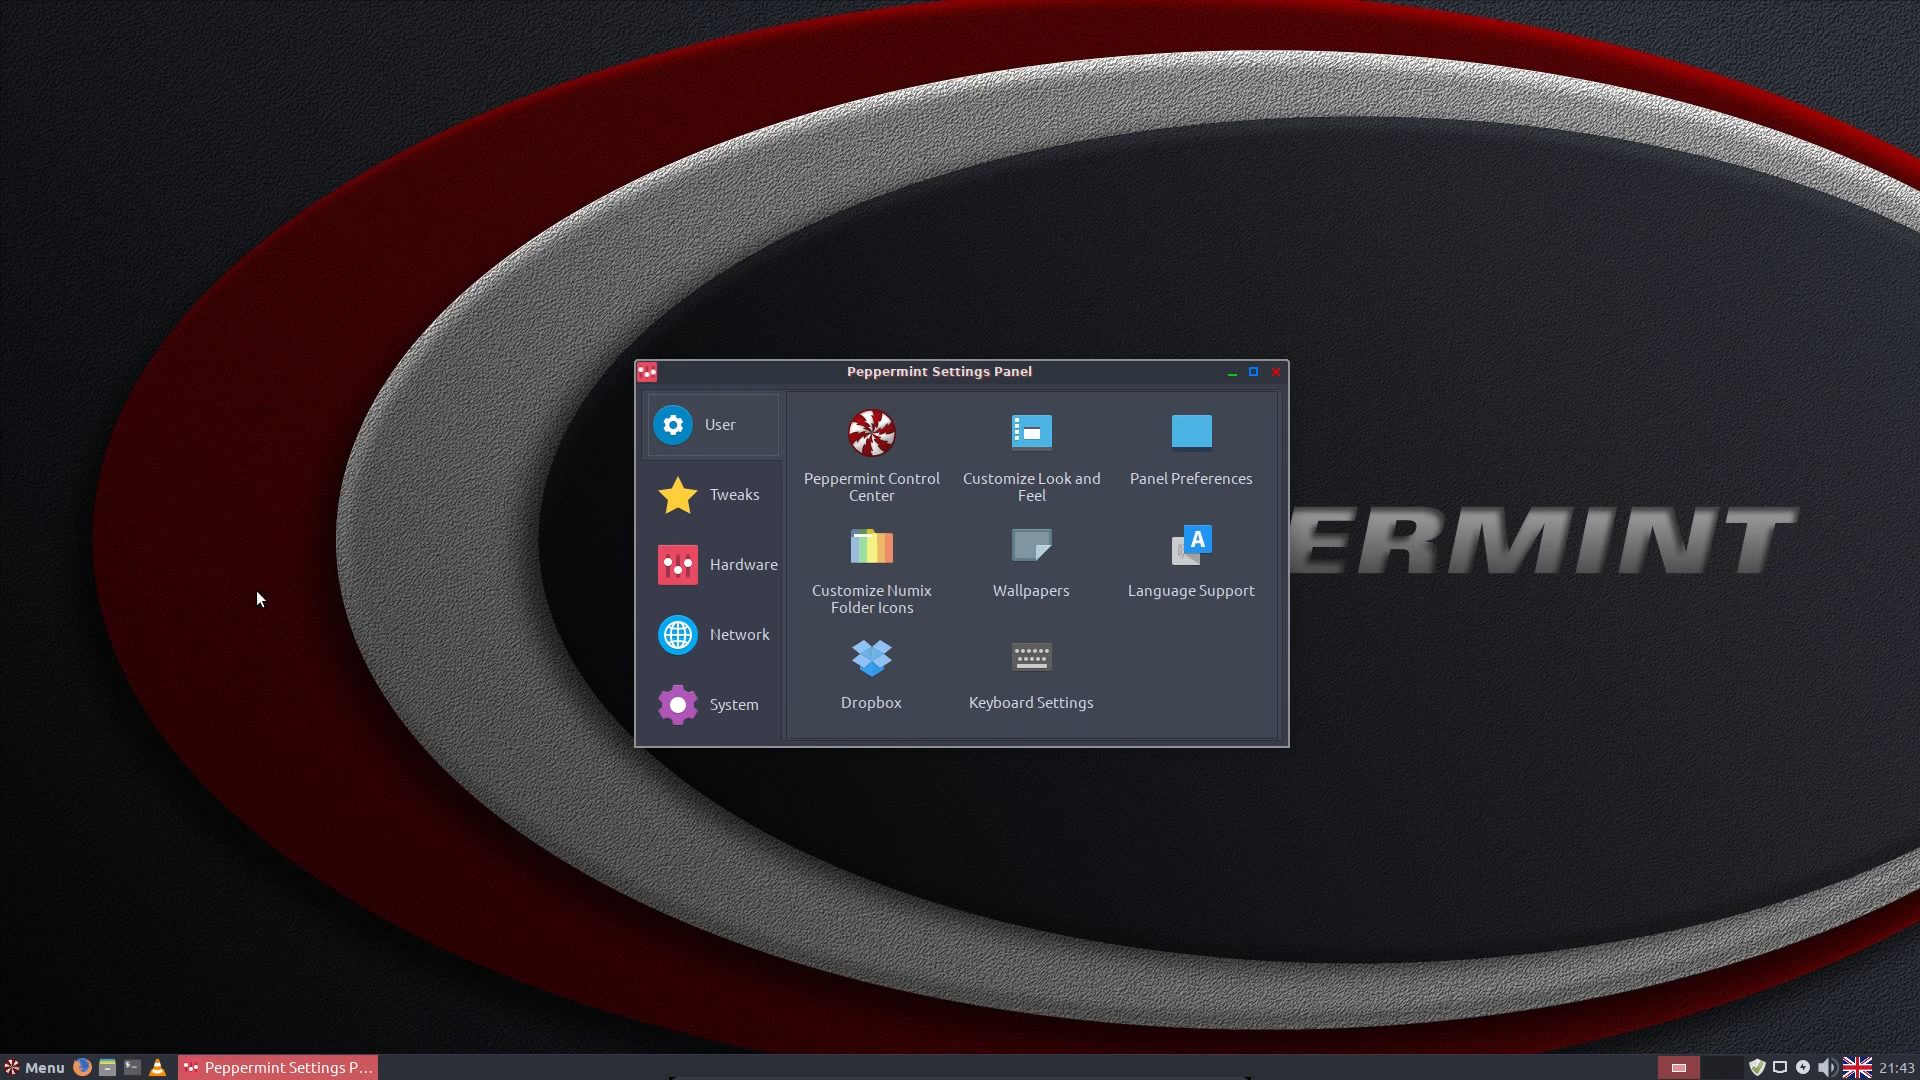 Peppermint Settings Panel
User
Tweaks
Hardware
Network
System
Peppermint Control
Center
Customize Look and
Feel
Panel Preferences
Customize Numix
Folder Icons
Wallpapers
A
Language Support
Dropbox
Keyboard Settings
ERMINT
Menu
Peppermint Settings P...
21:43